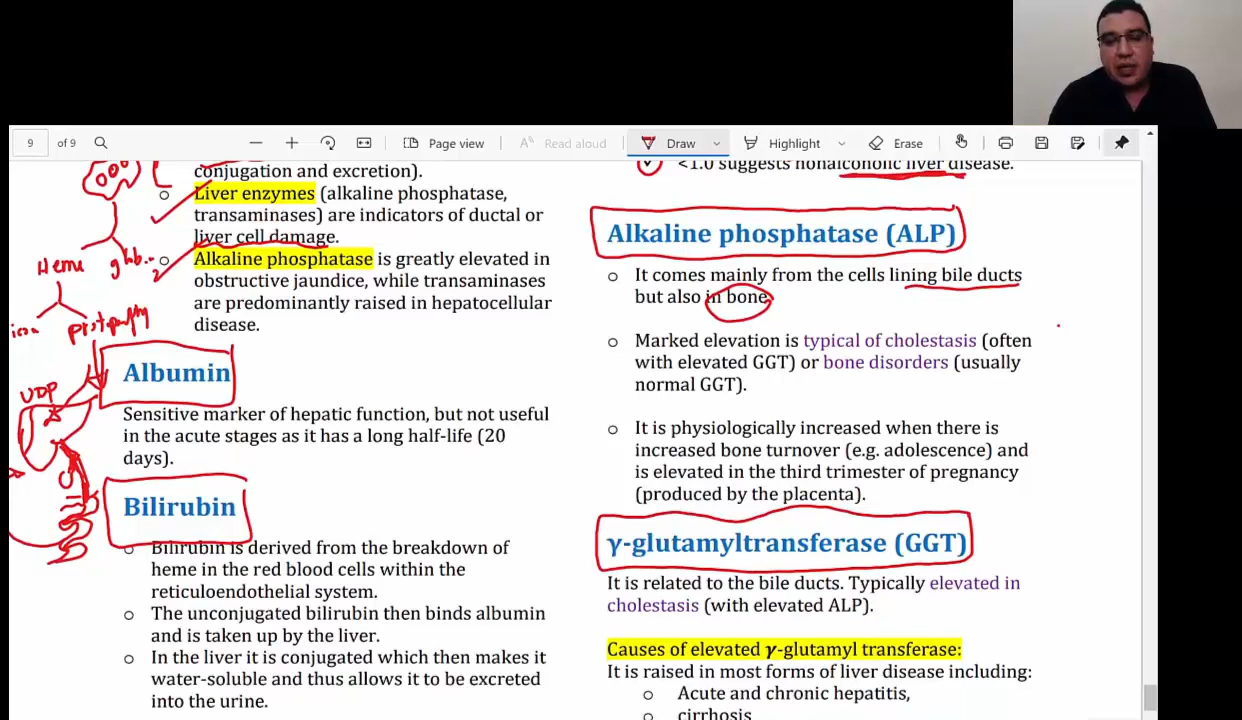 9 of 9
Page view
Read aloud
Draw
Highlight
Erase
conjugation and excretion).
Liver enzymes (alkaline phosphatase,
transaminases) are indicators of ductal or
liver cell damage.
Alkaline phosphatase is greatly elevated in
obstructive jaundice, while transaminases
are predominantly raised in hepatocellular
disease.
Heme
iron
UDP
Albumin
Sensitive marker of hepatic function, but not useful
in the acute stages as it has a long half-life (20
days).
Bilirubin
Bilirubin is derived from the breakdown of
heme in the red blood cells within the
reticuloendothelial system.
The unconjugated bilirubin then binds albumin
and is taken up by the liver.
In the liver it is conjugated which then makes it
water-soluble and thus allows it to be excreted
into the urine.
<1.0 suggests nonalcoholic liver disease.
Alkaline phosphatase (ALP)
It comes mainly from the cells lining bile ducts
but also in bone.
Marked elevation is typical of cholestasis (often
with elevated GGT) or bone disorders (usually
normal GGT).
It is physiologically increased when there is
increased bone turnover (e.g. adolescence) and
is elevated in the third trimester of pregnancy
(produced by the placenta).
γ-glutamyltransferase (GGT)
It is related to the bile ducts. Typically elevated in
cholestasis (with elevated ALP).
Causes of elevated γ-glutamyl transferase:
It is raised in most forms of liver disease including:
Acute and chronic hepatitis,
cirrhosis